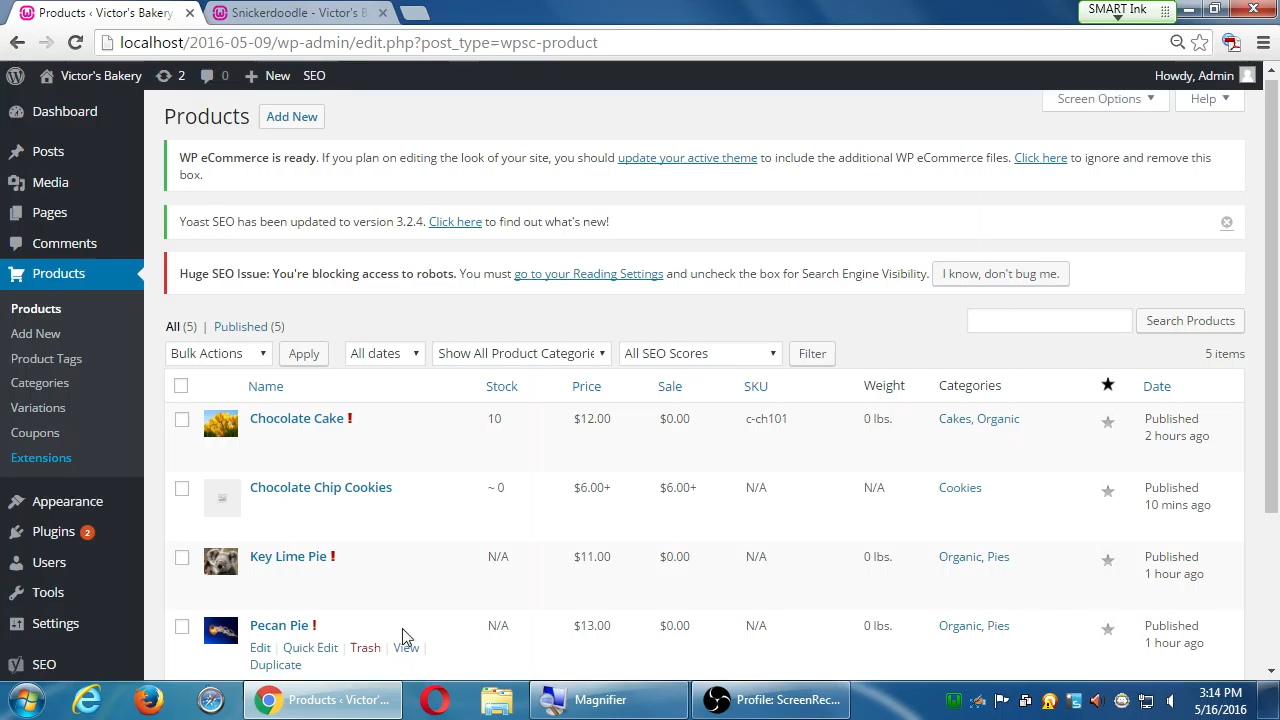 Products ‹ Victor's Bakery
Snickerdoodle - Victor's B
SMART Ink
localhost/2016-05-09/wp-admin/edit.php?post_type=wpsc-product
Victor's Bakery
2
0
New
SEO
Howdy, Admin
Dashboard
Posts
Media
Pages
Comments
Products
Products
Add New
Product Tags
Categories
Variations
Coupons
Extensions
Appearance
Plugins 2
Users
Tools
Settings
SEO
Products
Add New
Screen Options
Help
WP eCommerce is ready. If you plan on editing the look of your site, you should update your active theme to include the additional WP eCommerce files. Click here to ignore and remove this
box.
Yoast SEO has been updated to version 3.2.4. Click here to find out what's new!
Huge SEO Issue: You're blocking access to robots. You must go to your Reading Settings and uncheck the box for Search Engine Visibility. I know, don't bug me.
All (5) | Published (5)
Search Products
Bulk Actions
Apply
All dates
Show All Product Categorie
All SEO Scores
Filter
5 items
Name Stock Price Sale SKU Weight Categories Date
Chocolate Cake ! 10 $12.00 $0.00 c-ch101 0 lbs. Cakes, Organic Published
2 hours ago
Chocolate Chip Cookies ~ 0 $6.00+ $6.00+ N/A N/A Cookies Published
10 mins ago
Key Lime Pie ! N/A $11.00 $0.00 N/A 0 lbs. Organic, Pies Published
1 hour ago
Pecan Pie ! N/A $13.00 $0.00 N/A 0 lbs. Organic, Pies Published
Edit | Quick Edit | Trash | View |
1 hour ago
Duplicate
Products ‹ Victor'...
Magnifier
Profile: ScreenRec...
3:14 PM
5/16/2016